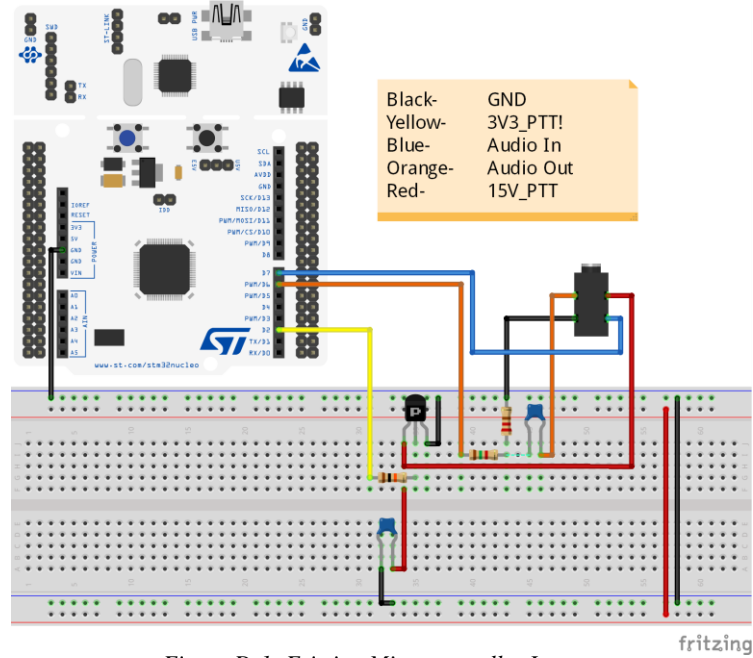 GND
SWD
ST-LINK
USB PWR
GND
TX
RX
SCL
SDA
AVDD
GND
SCK/D13
MISO/D12
PWM/MOSI/D11
PWM/CS/D10
PWM/D9
D8
IDD
IOREF
RESET
3V3
5V
GND
GND
VIN
POWER
D7
PWM/D6
PWM/D5
D4
PWM/D3
D2
TX/D1
RX/D0
A0
A1
A2
A3
A4
A5
AIN
ST
www.st-com/stm32nucleo
Black- GND
Yellow- 3V3_PTT!
Blue- Audio In
Orange- Audio Out
Red- 15V_PTT
P
fritzing